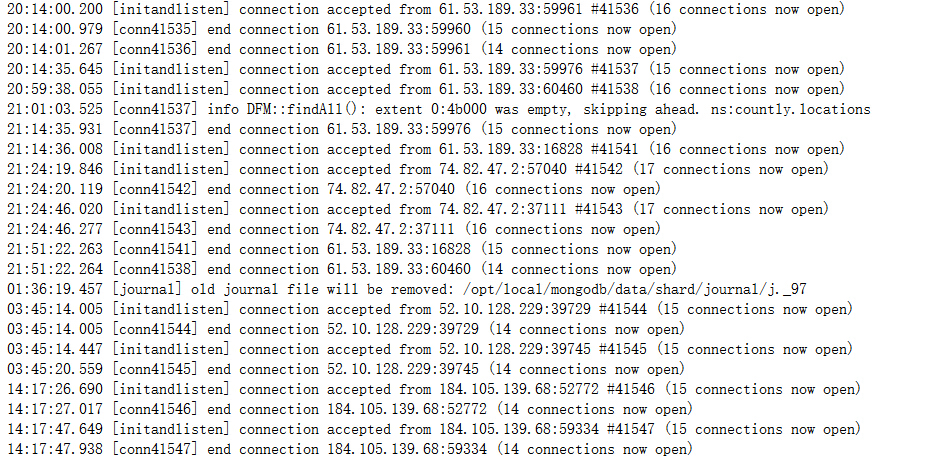 20:14:00.200 [initandlisten] connection accepted from 61.53.189.33:59961 #41536 (16 connections now open)
20:14:00.979 [conn41535] end connection 61.53.189.33:59960 (15 connections now open)
20:14:01.267 [conn41536] end connection 61.53.189.33:59961 (14 connections now open)
20:14:35.645 [initandlisten] connection accepted from 61.53.189.33:59976 #41537 (15 connections now open)
20:59:38.055 [initandlisten] connection accepted from 61.53.189.33:60460 #41538 (16 connections now open)
21:01:03.525 [conn41537] info DFM::findAll(): extent 0:4b000 was empty, skipping ahead. ns:countly.locations
21:14:35.931 [conn41537] end connection 61.53.189.33:59976 (15 connections now open)
21:14:36.008 [initandlisten] connection accepted from 61.53.189.33:16828 #41541 (16 connections now open)
21:24:19.846 [initandlisten] connection accepted from 74.82.47.2:57040 #41542 (17 connections now open)
21:24:20.119 [conn41542] end connection 74.82.47.2:57040 (16 connections now open)
21:24:46.020 [initandlisten] connection accepted from 74.82.47.2:37111 #41543 (17 connections now open)
21:24:46.277 [conn41543] end connection 74.82.47.2:37111 (16 connections now open)
21:51:22.263 [conn41541] end connection 61.53.189.33:16828 (15 connections now open)
21:51:22.264 [conn41538] end connection 61.53.189.33:60460 (14 connections now open)
01:36:19.457 [journal] old journal file will be removed: /opt/local/mongodb/data/shard/journal/j._97
03:45:14.005 [initandlisten] connection accepted from 52.10.128.229:39729 #41544 (15 connections now open)
03:45:14.005 [conn41544] end connection 52.10.128.229:39729 (14 connections now open)
03:45:14.447 [initandlisten] connection accepted from 52.10.128.229:39745 #41545 (15 connections now open)
03:45:20.559 [conn41545] end connection 52.10.128.229:39745 (14 connections now open)
14:17:26.690 [initandlisten] connection accepted from 184.105.139.68:52772 #41546 (15 connections now open)
14:17:27.017 [conn41546] end connection 184.105.139.68:52772 (14 connections now open)
14:17:47.649 [initandlisten] connection accepted from 184.105.139.68:59334 #41547 (15 connections now open)
14:17:47.938 [conn41547] end connection 184.105.139.68:59334 (14 connections now open)